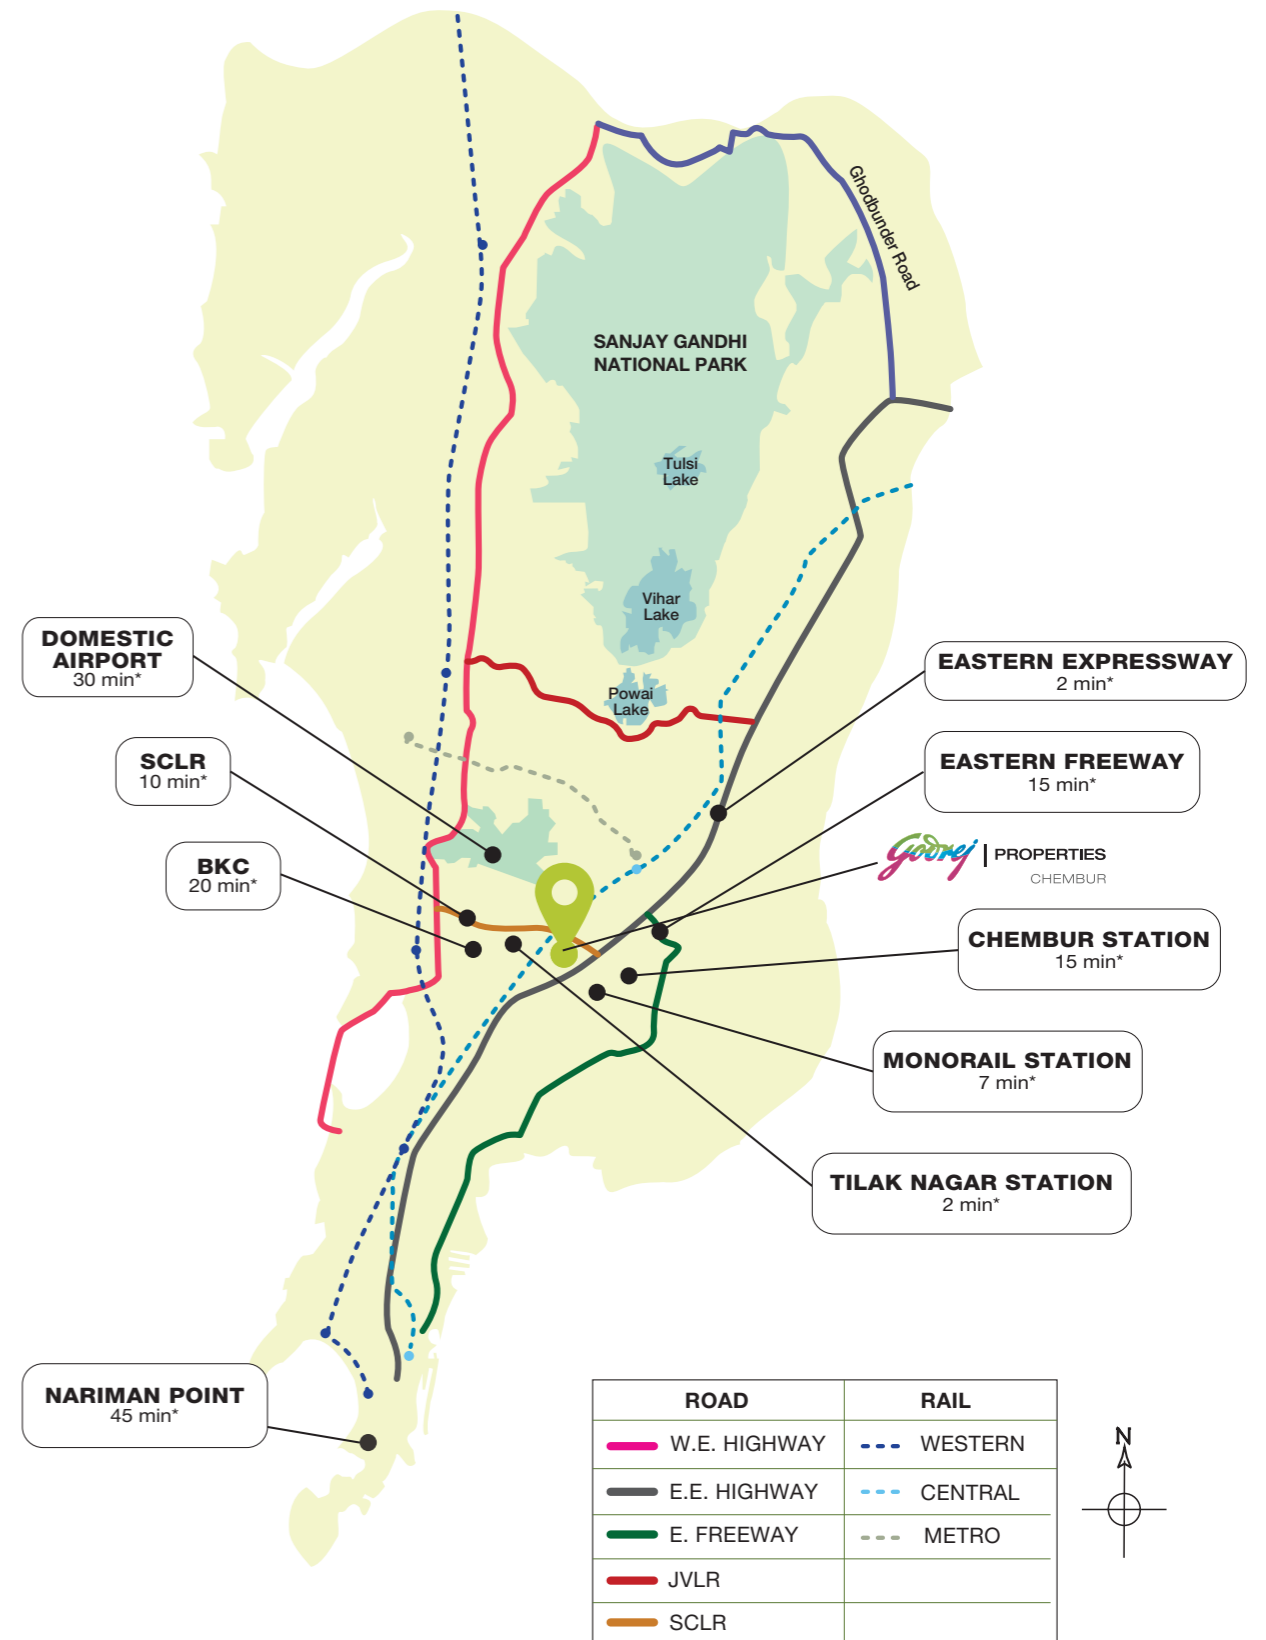 Ghodbunder Road
SANJAY GANDHI
NATIONAL PARK
Tulsi
Lake
Vihar
Lake
Powai
Lake
DOMESTIC
AIRPORT
30 min*
SCLR
10 min*
BKC
20 min*
EASTERN EXPRESSWAY
2 min*
EASTERN FREEWAY
15 min*
Godrej | PROPERTIES
CHEMBUR
CHEMBUR STATION
15 min*
MONORAIL STATION
7 min*
TILAK NAGAR STATION
2 min*
NARIMAN POINT
45 min*
ROAD RAIL
W.E. HIGHWAY WESTERN
E.E. HIGHWAY CENTRAL
E. FREEWAY METRO
JVLR
SCLR
N